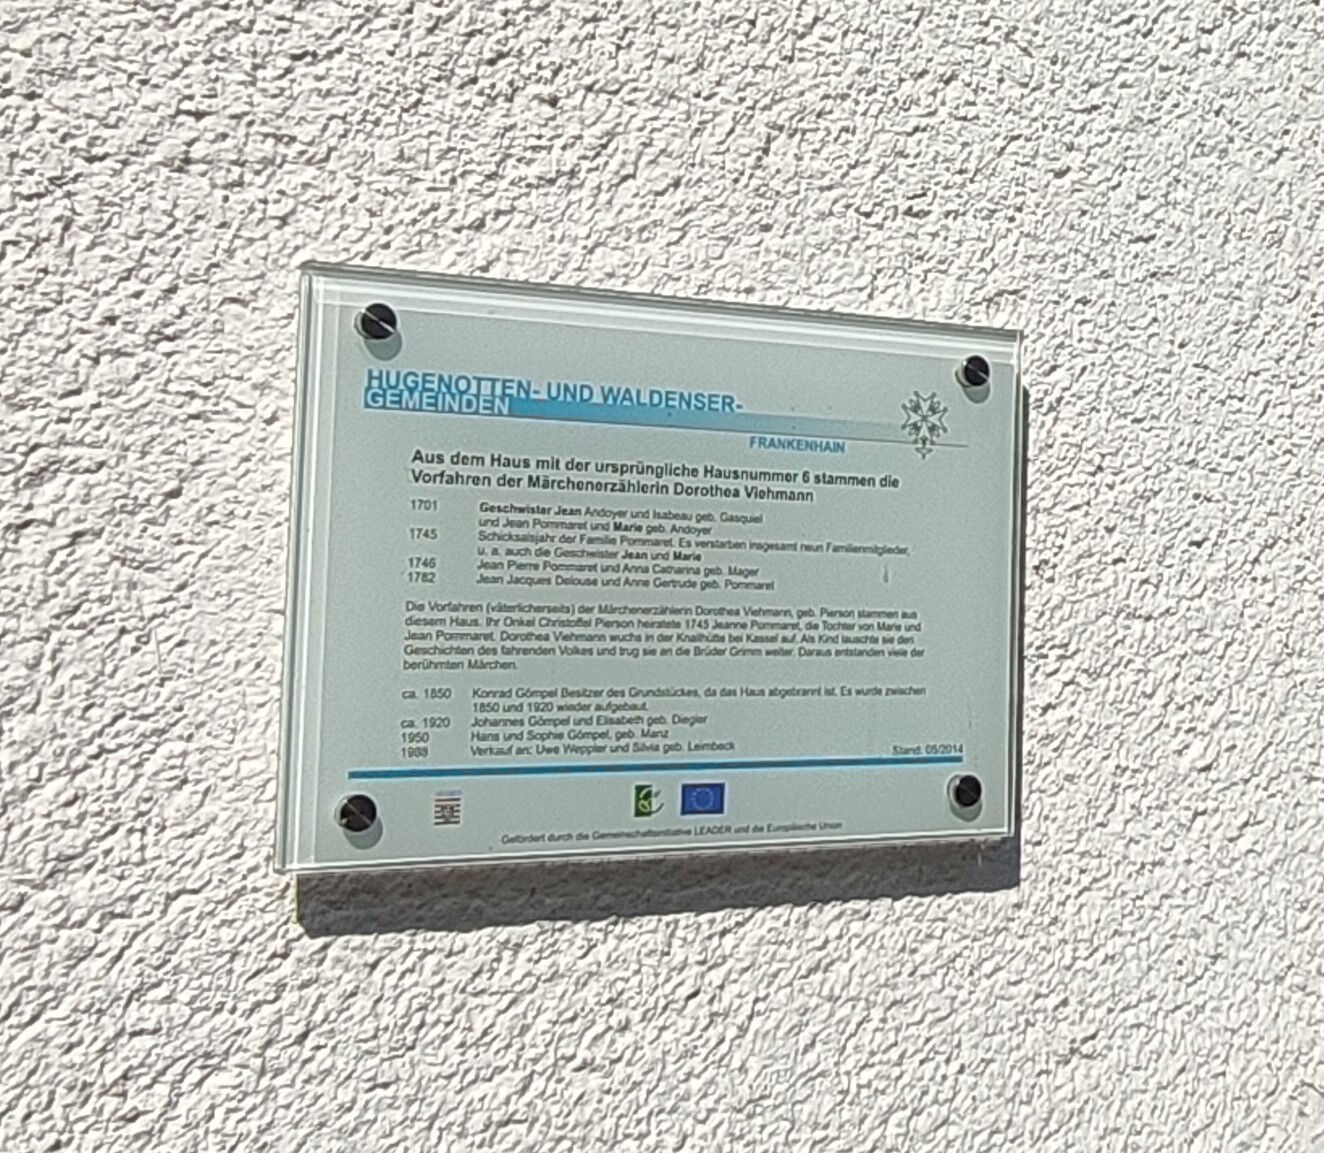 HUGENOTTEN- UND WALDENSER-
GEMEINDEN
FRANKENHAIN
Aus dem Haus mit der ursprüngliche Hausnummer 6 stammen die
Vorfahren der Märchenerzählerin Dorothea Viehmann
1701 Geschwister Jean Andoyer und Isabeau geb. Gasquiel
und Jean Pommaret und Marie geb. Andoyer
1745 Schicksalsjahr der Familie Pommaret. Es verstarben insgesamt neun Familienmitglieder,
u. a. auch die Geschwister Jean und Marie
1746 Jean Pierre Pommaret und Anna Catharina geb. Mager
1782 Jean Jacques Delouse und Anne Gertrude geb. Pommaret
Die Vorfahren (väterlicherseits) der Märchenerzählerin Dorothea Viehmann, geb. Pierson stammen aus
diesem Haus. Ihr Onkel Christoffel Pierson heiratete 1745 Jeanne Pommaret, die Tochter von Marie und
Jean Pommaret. Dorothea Viehmann wuchs in der Knallhütte bei Kassel auf. Als Kind lauschte sie den
Geschichten des fahrenden Volkes und trug sie an die Brüder Grimm weiter. Daraus entstanden viele der
berühmten Märchen.
ca. 1850 Konrad Gömpel Besitzer des Grundstückes, da das Haus abgebrannt ist. Es wurde zwischen
1850 und 1920 wieder aufgebaut.
ca. 1920 Johannes Gömpel und Elisabeth geb. Diegler
1950 Hans und Sophie Gömpel, geb. Manz
Verkauf an: Uwe Weppler und Silvia geb. Leimbeck
Stand: 05/2014
Gefördert durch die Gemeinschaftsinitiative LEADER und die Europäische Union